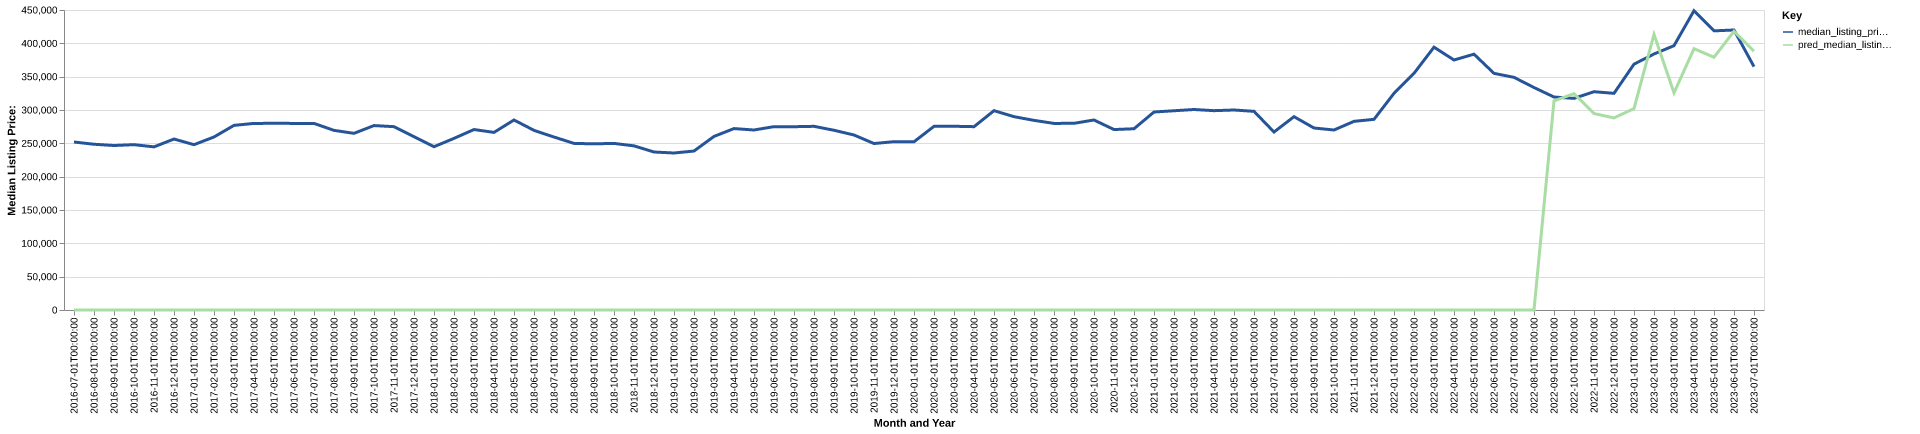 450,000
400,000
350,000
300,000
250,000
200,000
150,000
100,000
50,000
0
Median Listing Price:
2016-07-01T00:00:00
2016-08-01T00:00:00
2016-09-01T00:00:00
2016-10-01T00:00:00
2016-11-01T00:00:00
2016-12-01T00:00:00
2017-01-01T00:00:00
2017-02-01T00:00:00
2017-03-01T00:00:00
2017-04-01T00:00:00
2017-05-01T00:00:00
2017-06-01T00:00:00
2017-07-01T00:00:00
2017-08-01T00:00:00
2017-09-01T00:00:00
2017-10-01T00:00:00
2017-11-01T00:00:00
2017-12-01T00:00:00
2018-01-01T00:00:00
2018-02-01T00:00:00
2018-03-01T00:00:00
2018-04-01T00:00:00
2018-05-01T00:00:00
2018-06-01T00:00:00
2018-07-01T00:00:00
2018-08-01T00:00:00
2018-09-01T00:00:00
2018-10-01T00:00:00
2018-11-01T00:00:00
2018-12-01T00:00:00
2019-01-01T00:00:00
2019-02-01T00:00:00
2019-03-01T00:00:00
2019-04-01T00:00:00
2019-05-01T00:00:00
2019-06-01T00:00:00
2019-07-01T00:00:00
2019-08-01T00:00:00
2019-09-01T00:00:00
2019-10-01T00:00:00
2019-11-01T00:00:00
2019-12-01T00:00:00
2020-01-01T00:00:00
2020-02-01T00:00:00
2020-03-01T00:00:00
2020-04-01T00:00:00
2020-05-01T00:00:00
2020-06-01T00:00:00
2020-07-01T00:00:00
2020-08-01T00:00:00
2020-09-01T00:00:00
2020-10-01T00:00:00
2020-11-01T00:00:00
2020-12-01T00:00:00
2021-01-01T00:00:00
2021-02-01T00:00:00
2021-03-01T00:00:00
2021-04-01T00:00:00
2021-05-01T00:00:00
2021-06-01T00:00:00
2021-07-01T00:00:00
2021-08-01T00:00:00
2021-09-01T00:00:00
2021-10-01T00:00:00
2021-11-01T00:00:00
2021-12-01T00:00:00
2022-01-01T00:00:00
2022-02-01T00:00:00
2022-03-01T00:00:00
2022-04-01T00:00:00
2022-05-01T00:00:00
2022-06-01T00:00:00
2022-07-01T00:00:00
2022-08-01T00:00:00
2022-09-01T00:00:00
2022-10-01T00:00:00
2022-11-01T00:00:00
2022-12-01T00:00:00
2023-01-01T00:00:00
2023-02-01T00:00:00
2023-03-01T00:00:00
2023-04-01T00:00:00
2023-05-01T00:00:00
2023-06-01T00:00:00
2023-07-01T00:00:00
Month and Year
Key
median_listing_pri…
pred_median_listin…